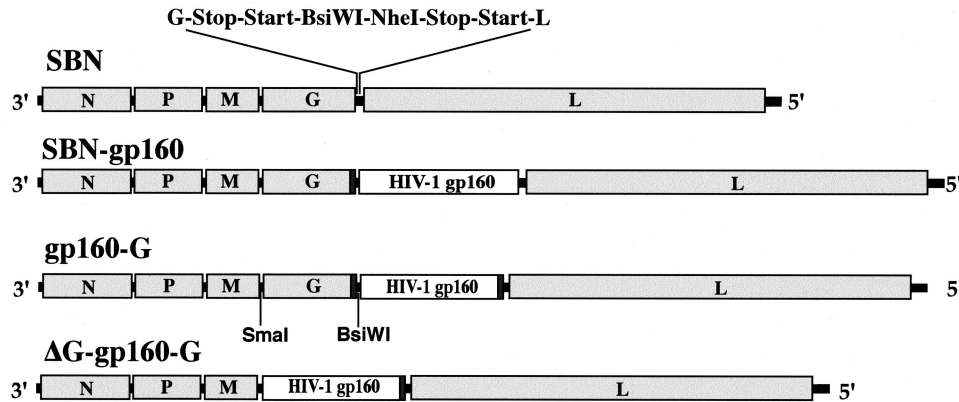 G-Stop-Start-BsiWI-NheI-Stop-Start-L
SBN
3' N P M G L 5'
SBN-gp160
3' N P M G HIV-1 gp160 L 5'
gp160-G
3' N P M G HIV-1 gp160 L 5
SmaI BsiWI
ΔG-gp160-G
3' N P M HIV-1 gp160 L 5'